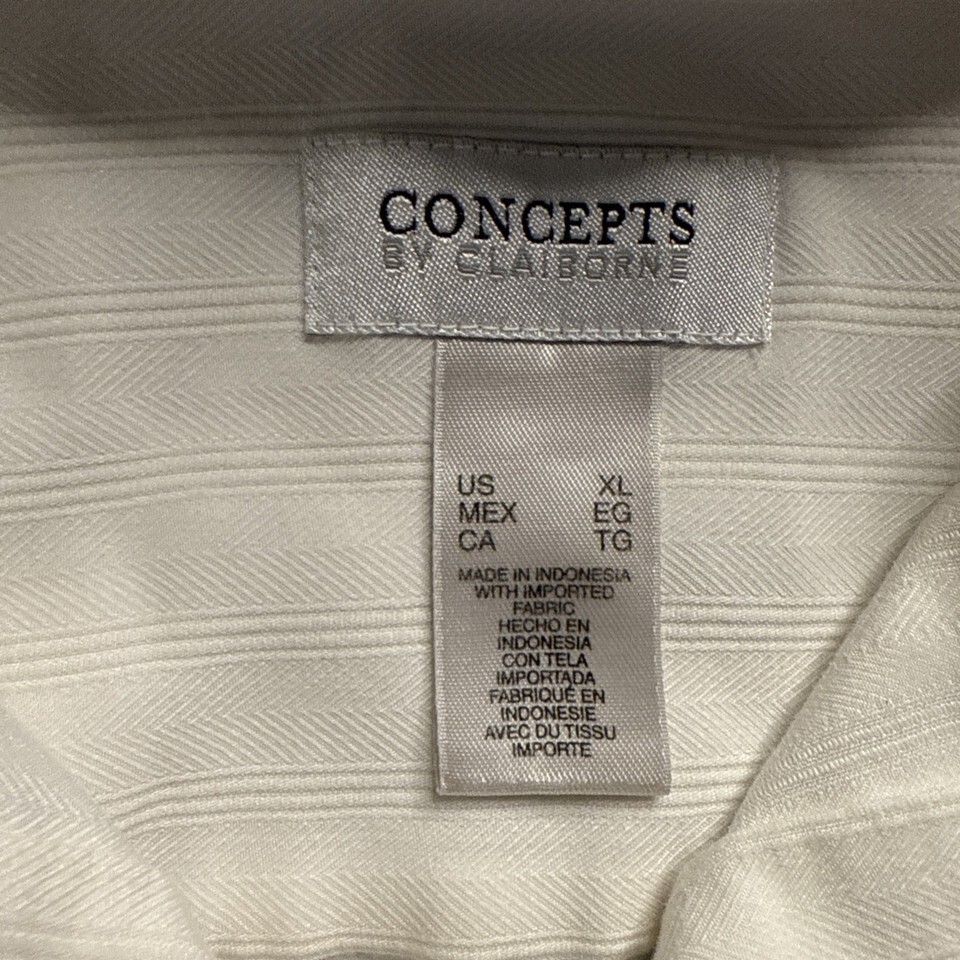 CONCEPTS
BY CLAIBORNE
US XL
MEX EG
CA TG
MADE IN INDONESIA
WITH IMPORTED
FABRIC
HECHO EN
INDONESIA
CON TELA
IMPORTADA
FABRIQUÉ EN
INDONESIE
AVEC DU TISSU
IMPORTE